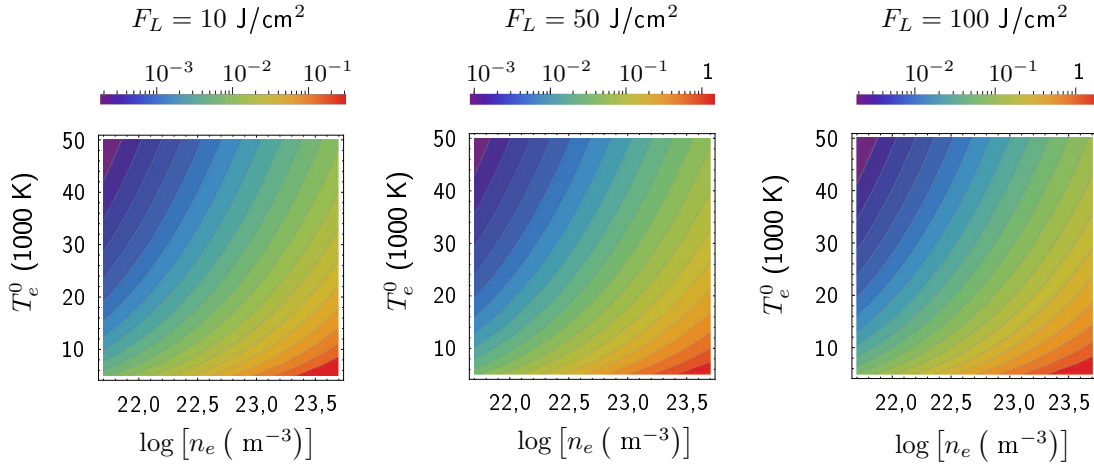 F_L = 10 J/cm² F_L = 50 J/cm² F_L = 100 J/cm²
10⁻³ 10⁻² 10⁻¹
10⁻³ 10⁻² 10⁻¹ 1
10⁻² 10⁻¹ 1
T_e^0 (1000 K)
50
40
30
20
10
22,0 22,5 23,0 23,5
log [n_e ( m⁻³)]
T_e^0 (1000 K)
50
40
30
20
10
22,0 22,5 23,0 23,5
log [n_e ( m⁻³)]
T_e^0 (1000 K)
50
40
30
20
10
22,0 22,5 23,0 23,5
log [n_e ( m⁻³)]